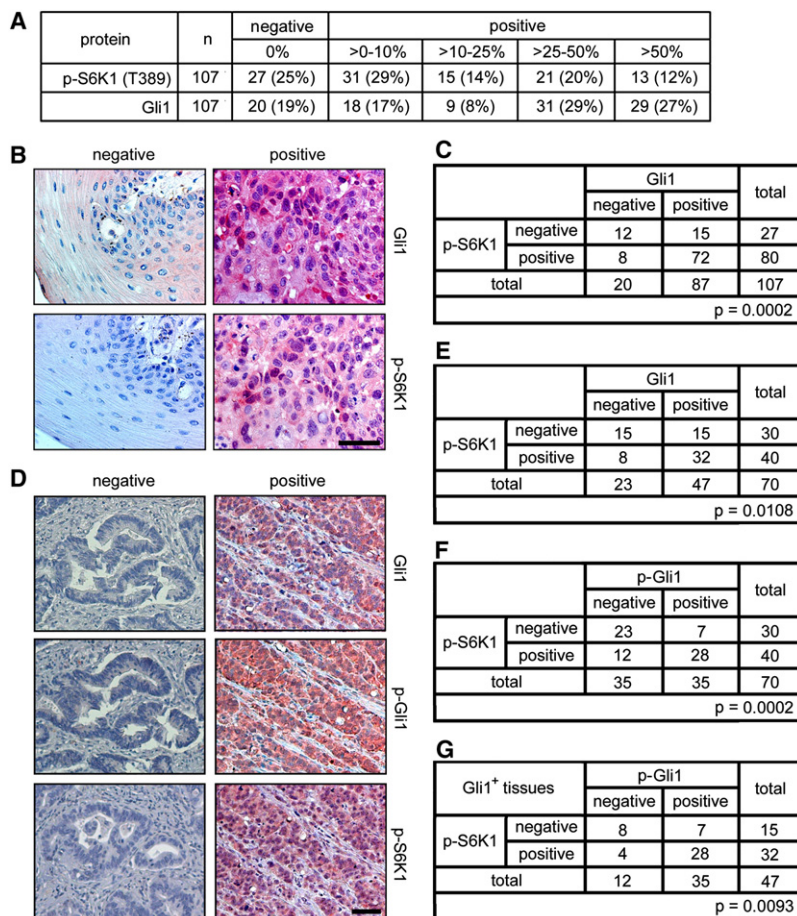 A
protein n negative positive
0% >0-10% >10-25% >25-50% >50%
p-S6K1 (T389) 107 27 (25%) 31 (29%) 15 (14%) 21 (20%) 13 (12%)
Gli1 107 20 (19%) 18 (17%) 9 (8%) 31 (29%) 29 (27%)
B
negative positive
Gli1
p-S6K1
C
Gli1 total
negative positive
p-S6K1 negative 12 15 27
positive 8 72 80
total 20 87 107
p = 0.0002
D
negative positive
Gli1
p-Gli1
p-S6K1
E
Gli1 total
negative positive
p-S6K1 negative 15 15 30
positive 8 32 40
total 23 47 70
p = 0.0108
F
p-Gli1 total
negative positive
p-S6K1 negative 23 7 30
positive 12 28 40
total 35 35 70
p = 0.0002
G
Gli1+ tissues p-Gli1 total
negative positive
p-S6K1 negative 8 7 15
positive 4 28 32
total 12 35 47
p = 0.0093